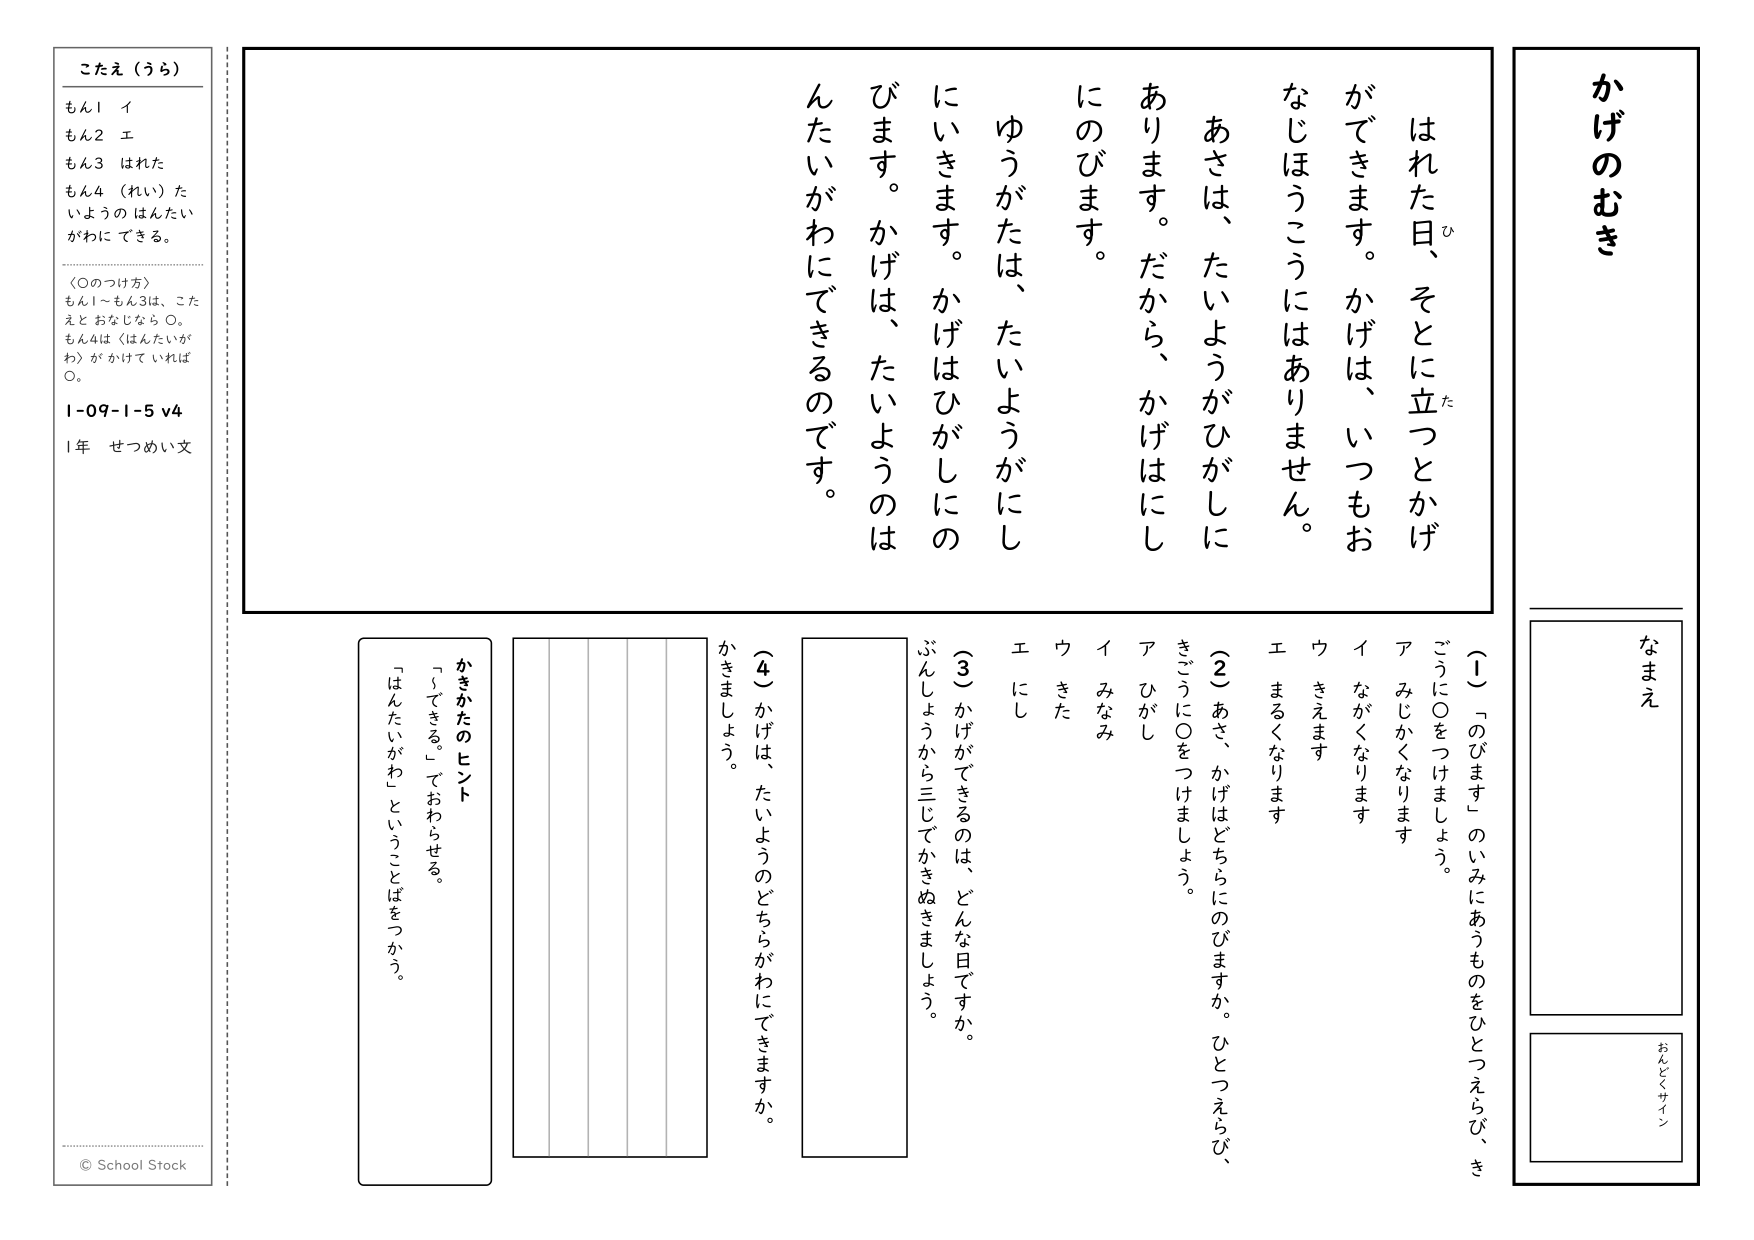 かげのむき
なまえ
おんどくサイン
はれた日、そとに立つとかげ
ひ
た
ができます。かげは、いつもお
なじほうこうにはありません。
あさは、たいようがひがしに
あります。だから、かげはにし
にのびます。
ゆうがたは、たいようがにし
にいきます。かげはひがしにの
びます。かげは、たいようのは
んたいがわにできるのです。
(1)「のびます」のいみにあうものをひとつえらび、き
ごうに〇をつけましょう。
ア みじかくなります
イ ながくなります
ウ きえます
エ まるくなります
(2)あさ、かげはどちらにのびますか。ひとつえらび、
きごうに〇をつけましょう。
ア ひがし
イ みなみ
ウ きた
エ にし
(3)かげができるのは、どんな日ですか。
ぶんしょうから三じでかきぬきましょう。
(4)かげは、たいようのどちらがわにできますか。
かきましょう。
かきかたの ヒント
「〜できる。」でおわらせる。
「はんたいがわ」ということばをつかう。
こたえ（うら）
もん1 イ
もん2 エ
もん3 はれた
もん4 （れい）た
いようの はんたい
がわに できる。
〈〇のつけ方〉
もん1〜もん3は、こた
えと おなじなら 〇。
もん4は〈はんたいが
わ〉が かけて いれば
〇。
1-09-1-5 v4
1年 せつめい文
© School Stock